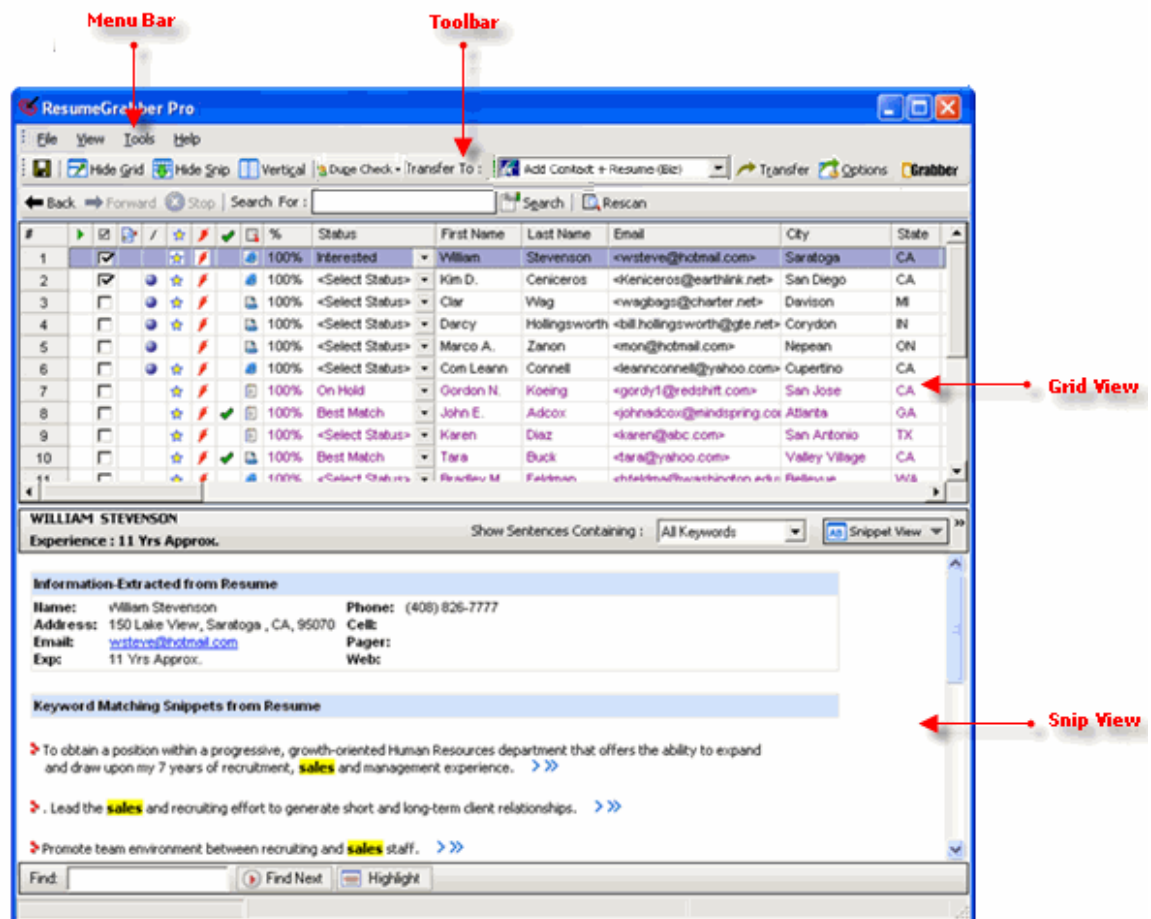 Menu Bar
Toolbar
ResumeGrabber Pro
File View Tools Help
Hide Grid Hide Snip Vertical Dupe Check Transfer To : Add Contact + Resume (Biz) Transfer Options Grabber
Back Forward Stop Search For : Search Rescan
# / % Status First Name Last Name Email City State
1 100% Interested William Stevenson <wsteve@hotmail.com> Saratoga CA
2 100% <Select Status> Kim D. Ceniceros <Keniceros@earthlink.net> San Diego CA
3 100% <Select Status> Clar Wag <wagbags@charter.net> Davison MI
4 100% <Select Status> Darcy Hollingsworth <bill.hollingsworth@gte.net> Corydon IN
5 100% <Select Status> Marco A. Zanon <mon@hotmail.com> Nepean ON
6 100% <Select Status> Com Leann Connell <leannconnell@yahoo.com> Cupertino CA
7 100% On Hold Gordon N. Koeing <gordy1@redshift.com> San Jose CA
Grid View
8 100% Best Match John E. Adcox <johnadcox@mindspring.co Atlanta GA
9 100% <Select Status> Karen Diaz <karen@abc.com> San Antonio TX
10 100% Best Match Tara Buck <tara@yahoo.com> Valley Village CA
11 100% <Select Status> Bradley M. Feldman <bfeldma@washington.edu Bellevue WA
WILLIAM STEVENSON
Show Sentences Containing : All Keywords Snippet View
Experience : 11 Yrs Approx.
Information-Extracted from Resume
Name: William Stevenson Phone: (408) 826-7777
Address: 150 Lake View, Saratoga , CA, 95070 Cell:
Email: wsteve@hotmail.com Pager:
Exp: 11 Yrs Approx. Web:
Keyword Matching Snippets from Resume
Snip View
To obtain a position within a progressive, growth-oriented Human Resources department that offers the ability to expand
and draw upon my 7 years of recruitment, sales and management experience.
. Lead the sales and recruiting effort to generate short and long-term client relationships.
Promote team environment between recruiting and sales staff.
Find: Find Next Highlight